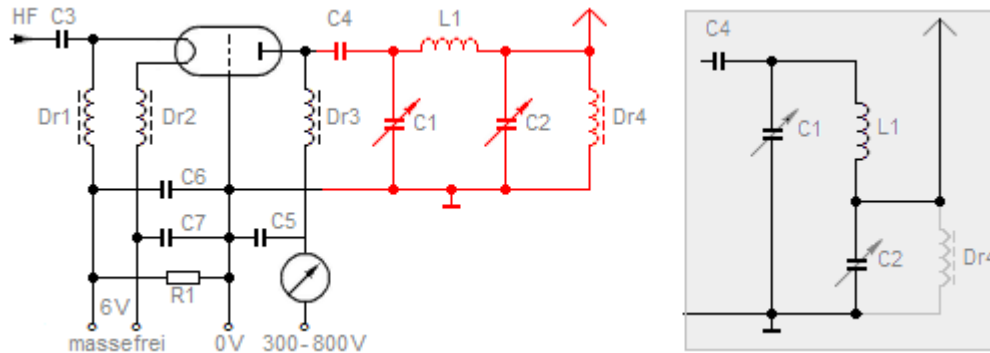 HF C3
C4
L1
Dr1
Dr2
Dr3
C1
C2
Dr4
C6
C7
C5
R1
6V
massefrei
0V
300-800V
C4
C1
L1
C2
Dr4